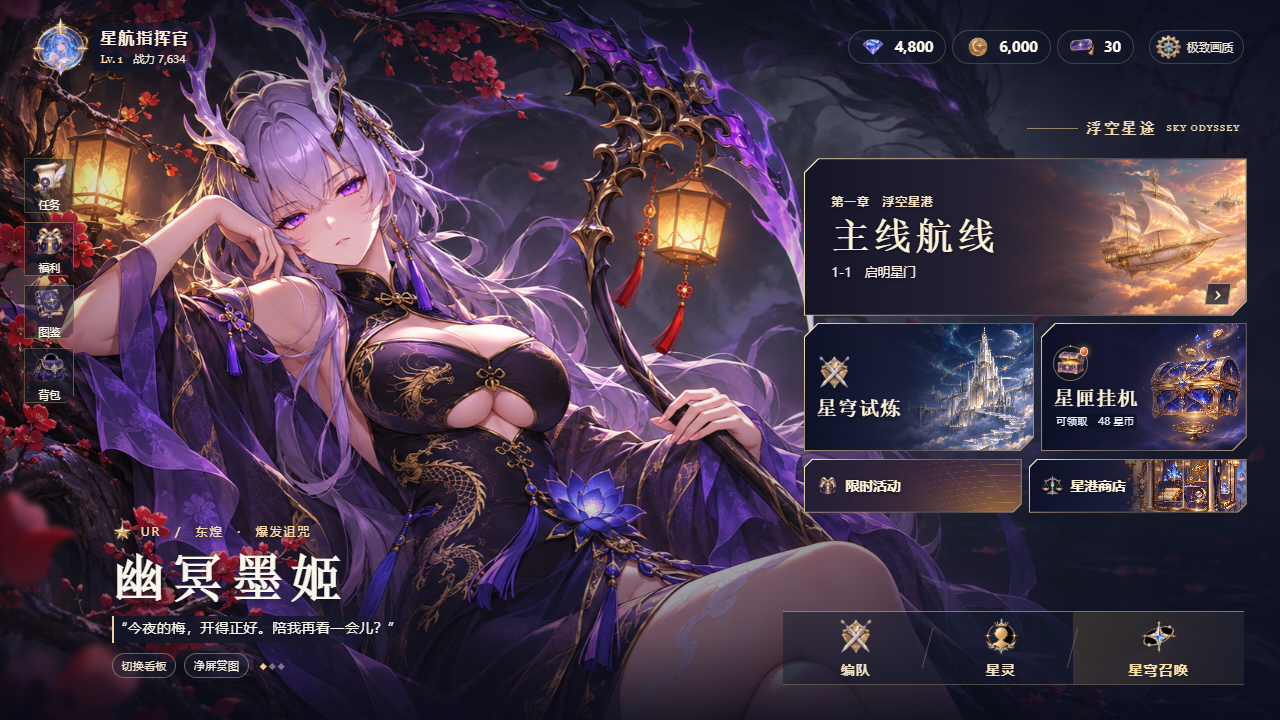 星航指挥官
Lv. 1 战力 7,634
4,800
6,000
30
极致画质
浮空星途 SKY ODYSSEY
任务
福利
图鉴
背包
第一章 浮空星港
主线航线
1-1 启明星门
星穹试炼
星匣挂机
可领取 48 星币
限时活动
星港商店
UR / 东煌 · 爆发诅咒
幽冥墨姬
“今夜的梅，开得正好。陪我再看一会儿？”
切换看板
净屏赏图
编队
星灵
星穹召唤